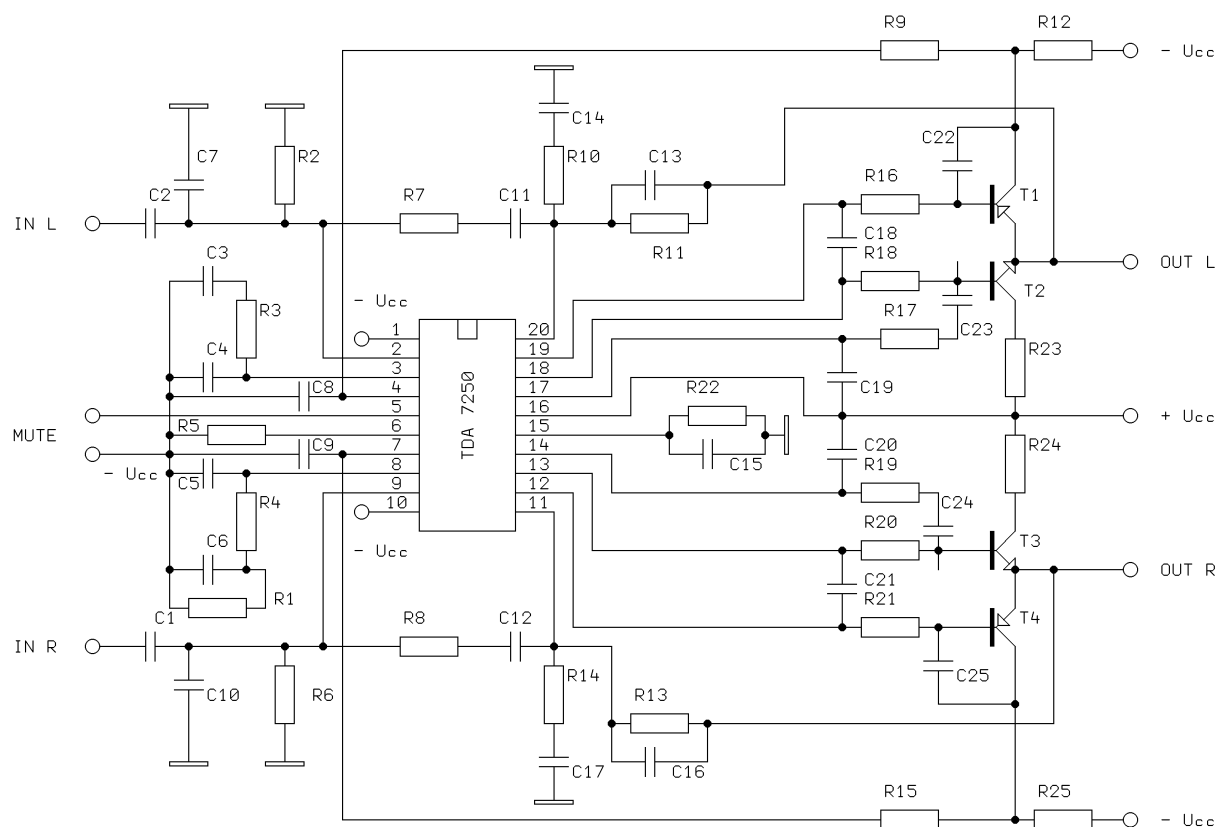 R9
R12
- Ucc
C14
C7
R2
R10
C13
C22
C2
R7
C11
R16
T1
IN L
R11
C18
C3
R18
OUT L
- Ucc
T2
R3
R17
C23
C4
1
20
R23
2
19
3
18
C8
4
17
C19
R22
5
16
+ Ucc
MUTE
R5
6
15
TDA 7250
C9
7
14
C15
C20
R24
- Ucc
C5
8
13
R19
R4
9
12
C24
10
11
R20
C6
- Ucc
T3
C21
OUT R
R1
R21
C1
R8
C12
T4
IN R
R14
C25
C10
R6
R13
C17
C16
R15
R25
- Ucc